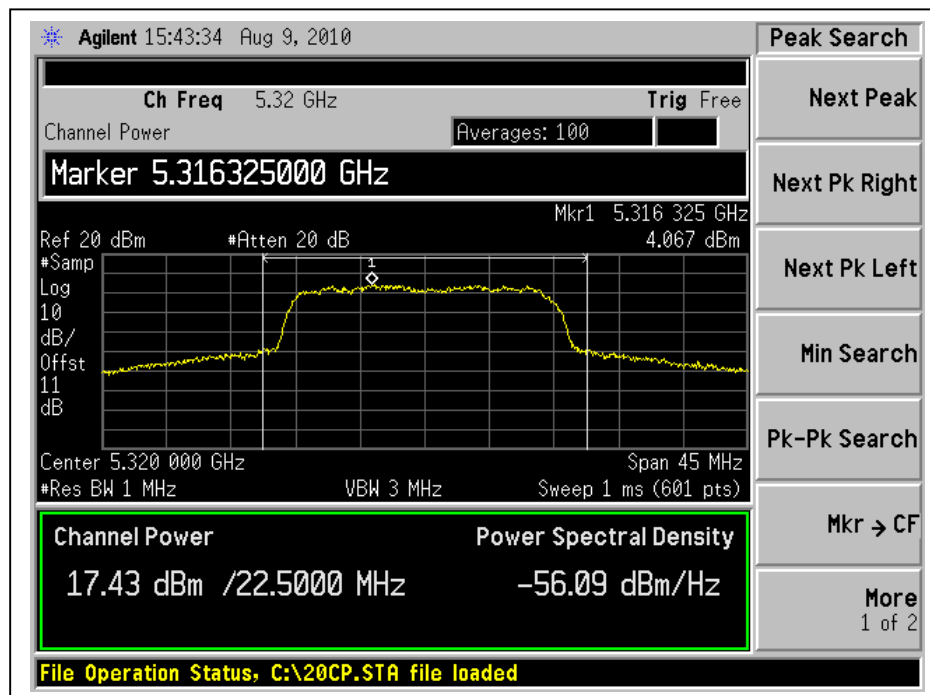 Agilent 15:43:34 Aug 9, 2010
Peak Search
Ch Freq 5.32 GHz Trig Free
Channel Power Averages: 100
Marker 5.316325000 GHz
Mkr1 5.316 325 GHz
Ref 20 dBm #Atten 20 dB 4.067 dBm
#Samp
Log
10
dB/
Offst
11
dB
1
Center 5.320 000 GHz Span 45 MHz
#Res BW 1 MHz VBW 3 MHz Sweep 1 ms (601 pts)
Channel Power Power Spectral Density
17.43 dBm /22.5000 MHz -56.09 dBm/Hz
File Operation Status, C:\20CP.STA file loaded
Next Peak
Next Pk Right
Next Pk Left
Min Search
Pk-Pk Search
Mkr → CF
More
1 of 2